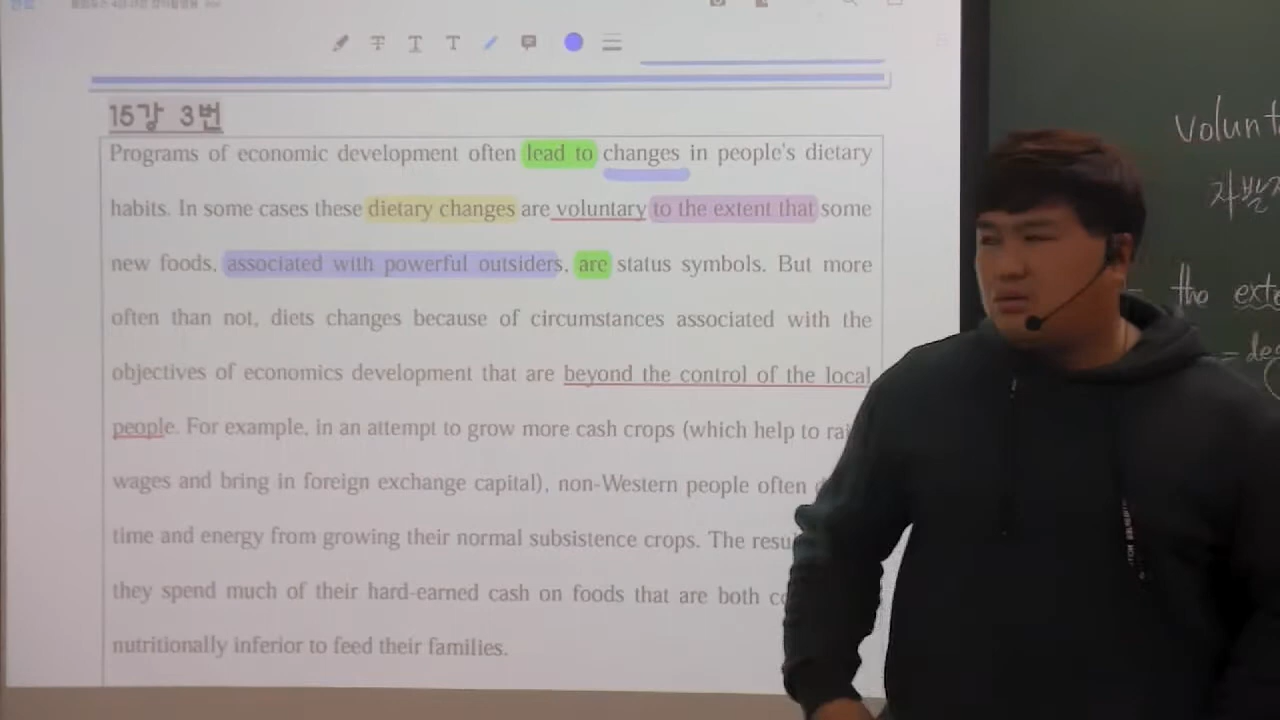 15강 3번
Programs of economic development often lead to changes in people's dietary
habits. In some cases these dietary changes are voluntary to the extent that some
new foods, associated with powerful outsiders, are status symbols. But more
often than not, diets changes because of circumstances associated with the
objectives of economics development that are beyond the control of the local
people. For example, in an attempt to grow more cash crops (which help to
wages and bring in foreign exchange capital), non-Western people often
time and energy from growing their normal subsistence crops. The
they spend much of their hard-earned cash on foods that are both
nutritionally inferior to feed their families.
the